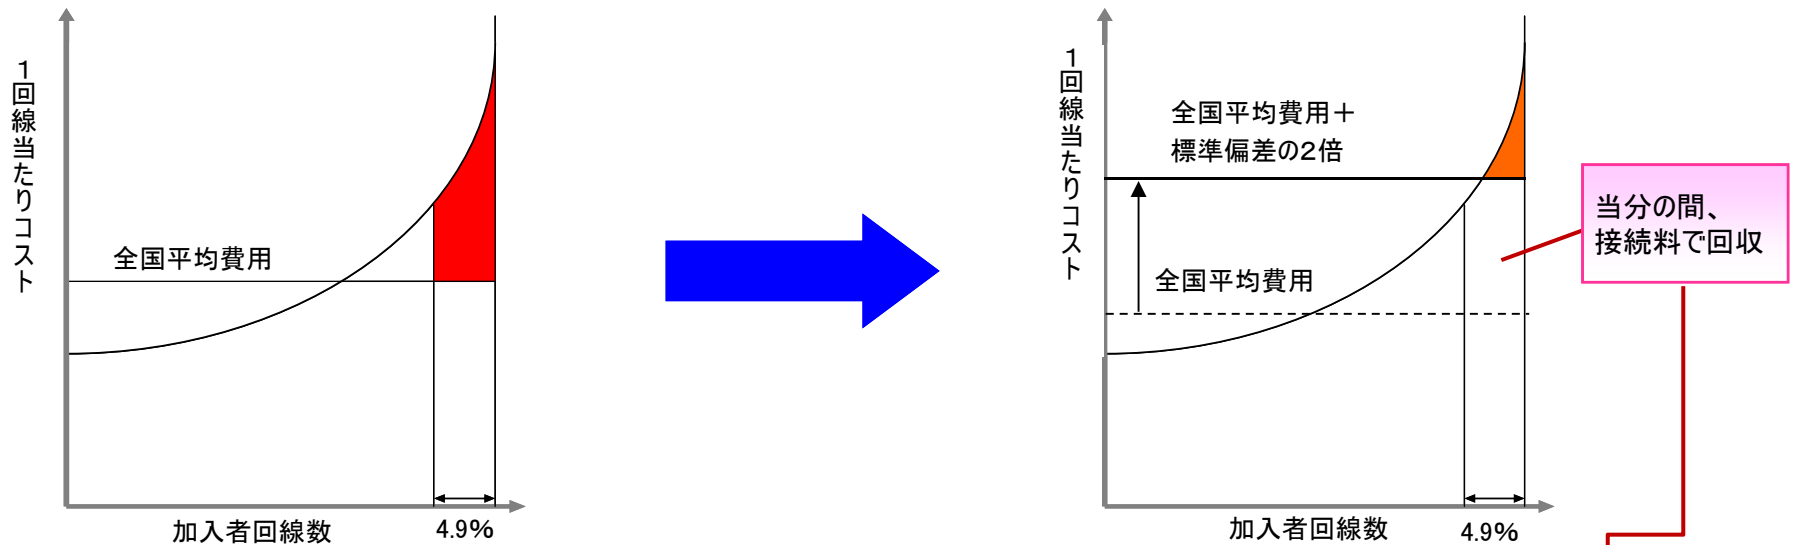 1回線当たりコスト
全国平均費用
加入者回線数
4.9%
1回線当たりコスト
全国平均費用＋
標準偏差の2倍
全国平均費用
加入者回線数
4.9%
当分の間、
接続料で回収